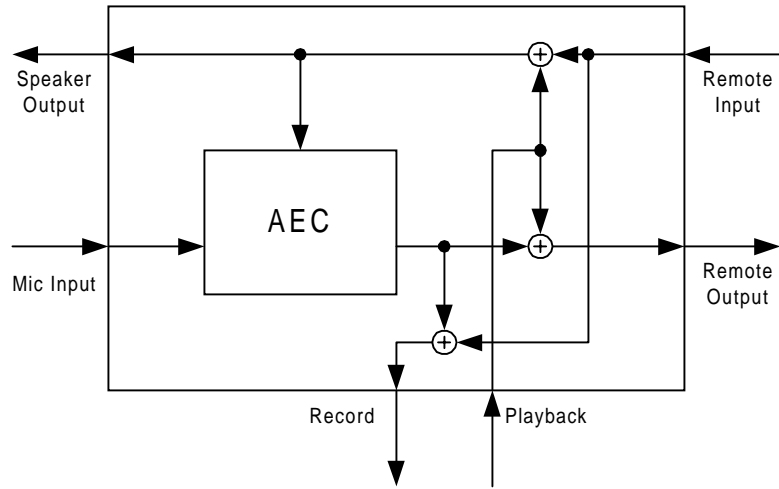 Speaker
Output
Remote
Input
AEC
Mic Input
Remote
Output
Record
Playback